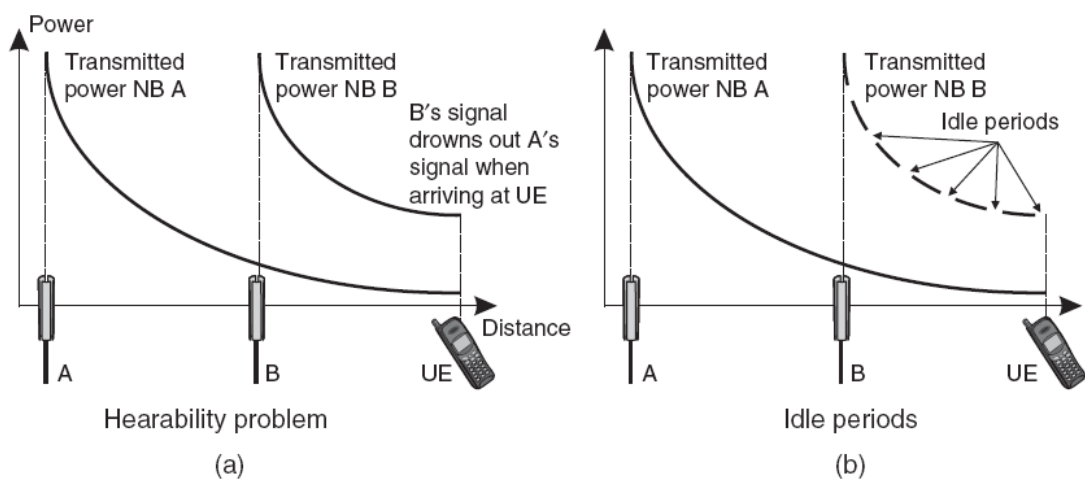 Power
Transmitted
power NB A
Transmitted
power NB B
B's signal
drowns out A's
signal when
arriving at UE
Distance
A
B
UE
Hearability problem
(a)
Transmitted
power NB A
Transmitted
power NB B
Idle periods
A
B
UE
Idle periods
(b)